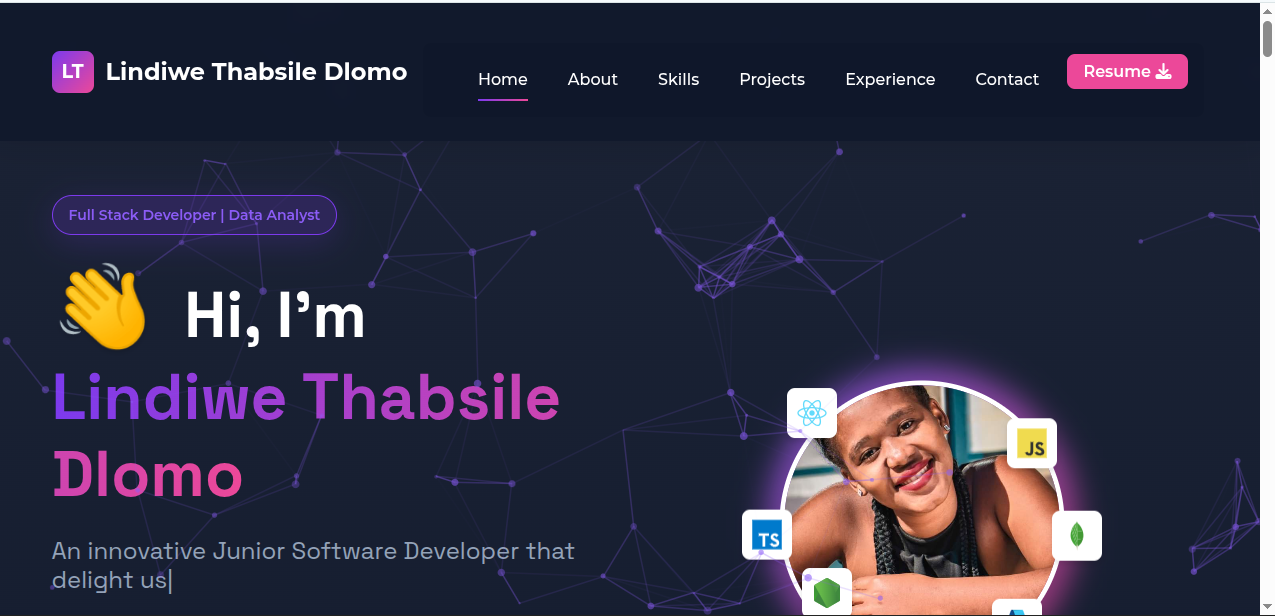 LT Lindiwe Thabsile Dlomo Home About Skills Projects Experience Contact Resume
Full Stack Developer | Data Analyst
Hi, I’m
Lindiwe Thabsile
Dlomo
An innovative Junior Software Developer that
delight us|
JS
TS